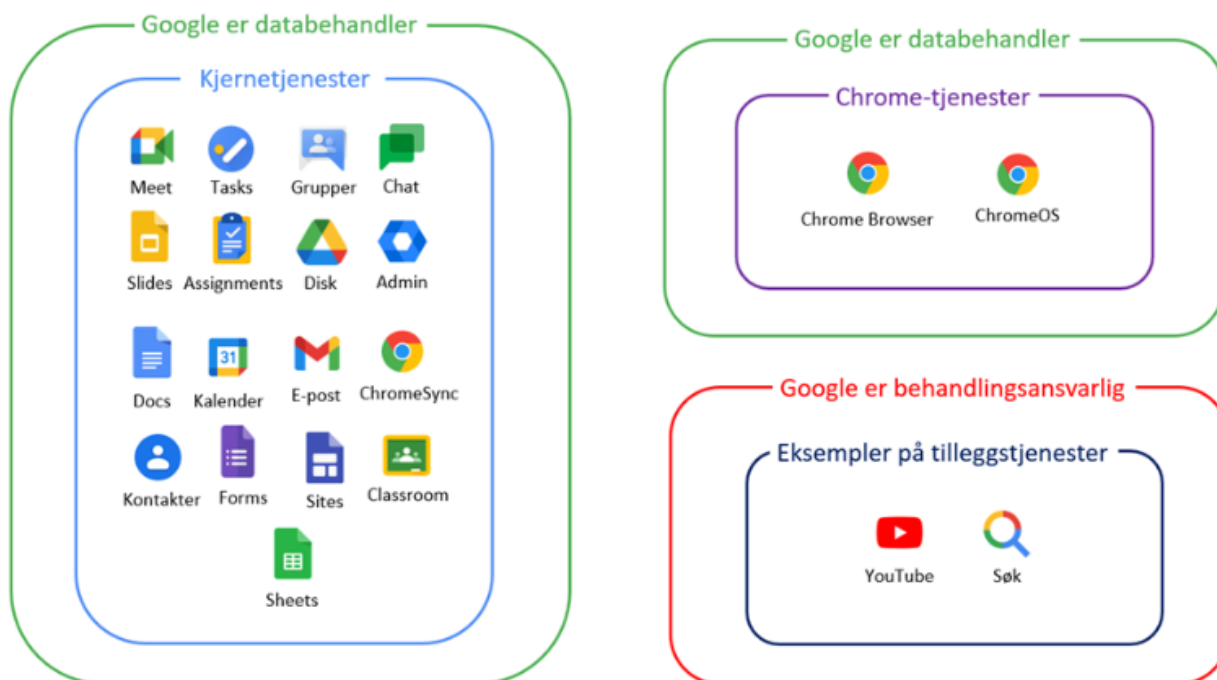 Google er databehandler
Kjernetjenester
Meet Tasks Grupper Chat
Slides Assignments Disk Admin
31
Docs Kalender E-post ChromeSync
Kontakter Forms Sites Classroom
Sheets
Google er databehandler
Chrome-tjenester
Chrome Browser ChromeOS
Google er behandlingsansvarlig
Eksempler på tilleggstjenester
YouTube Søk